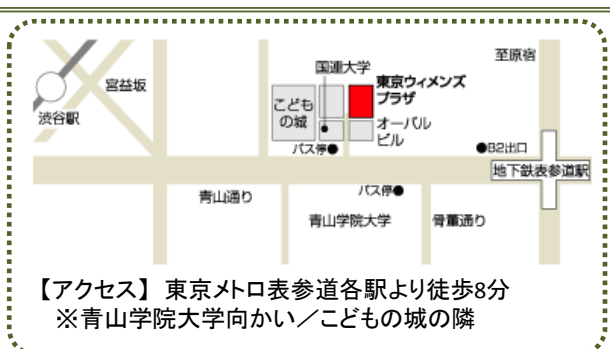 至原宿
国連大学
宮益坂
東京ウィメンズ
プラザ
渋谷駅
こども
の城
オーバル
ビル
バス停●
●B2出口
地下鉄表参道駅
青山通り
バス停●
青山学院大学
骨董通り
【アクセス】 東京メトロ表参道各駅より徒歩8分
※青山学院大学向かい／こどもの城の隣